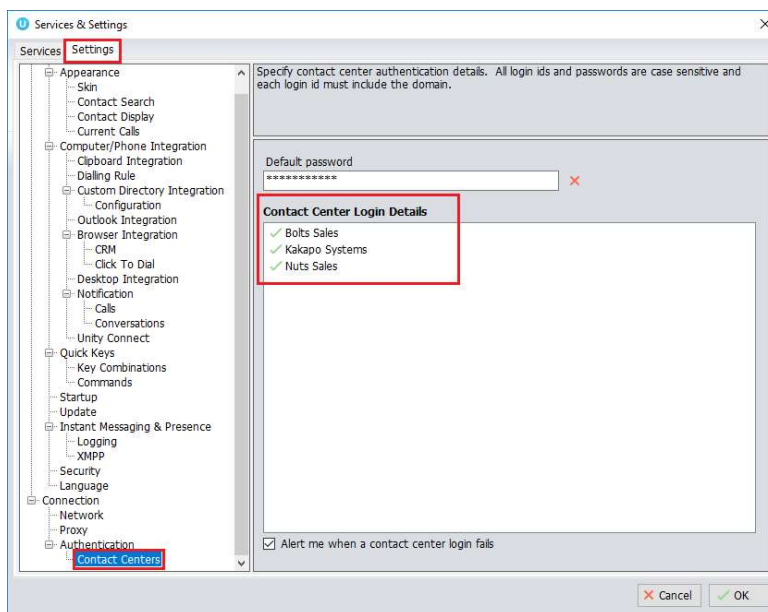 Services & Settings
Services Settings
Appearance
Skin
Contact Search
Contact Display
Current Calls
Computer/Phone Integration
Clipboard Integration
Dialling Rule
Custom Directory Integration
Configuration
Outlook Integration
Browser Integration
CRM
Click To Dial
Desktop Integration
Notification
Calls
Conversations
Unity Connect
Quick Keys
Key Combinations
Commands
Startup
Update
Instant Messaging & Presence
Logging
XMPP
Security
Language
Connection
Network
Proxy
Authentication
Contact Centers
Specify contact center authentication details. All login ids and passwords are case sensitive and
each login id must include the domain.
Default password
***********
Contact Center Login Details
Bolts Sales
Kakapo Systems
Nuts Sales
Alert me when a contact center login fails
Cancel OK